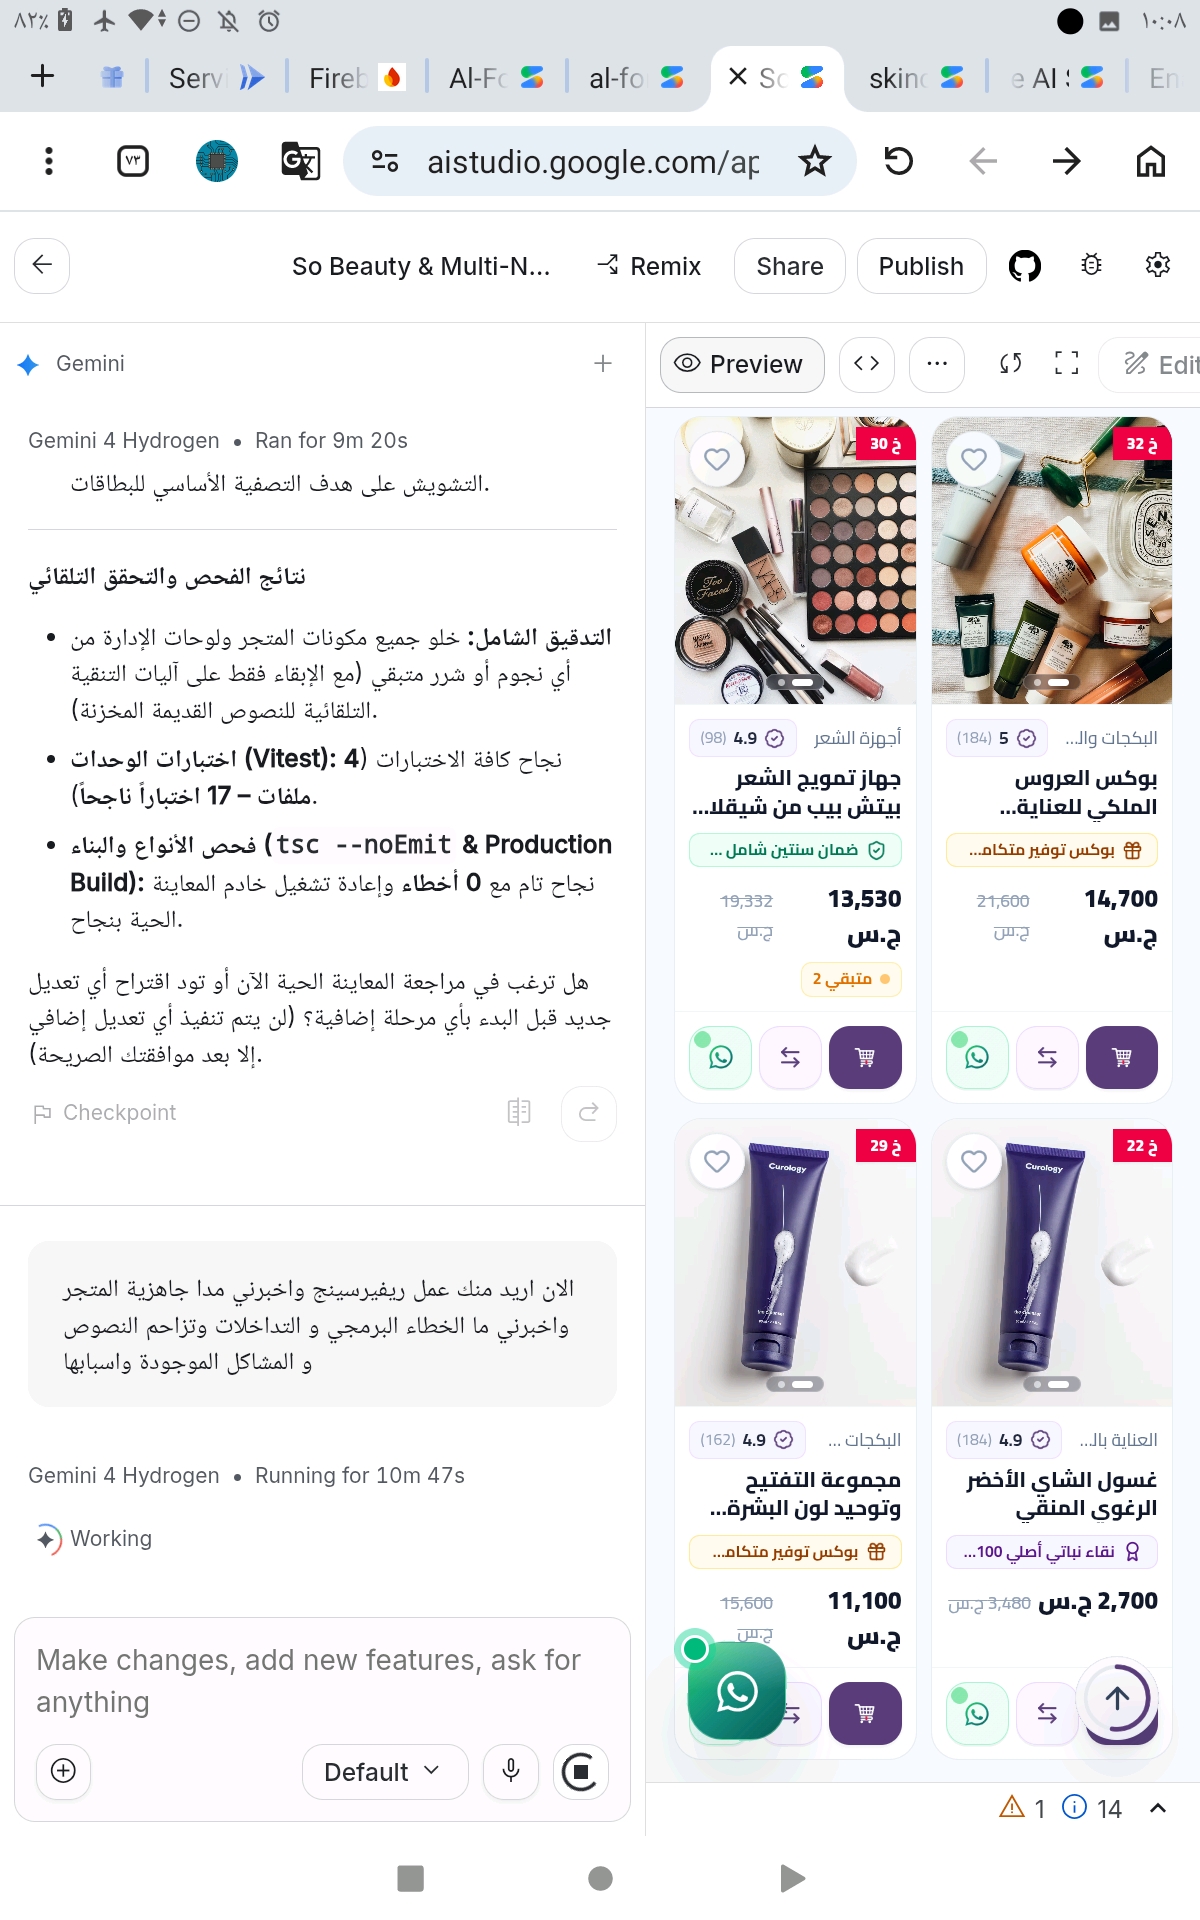 ٨٢٪
١٠:٠٨
Servi
Fireb
Al-Fo
al-fo
So
skinc
e AI S
En
٧٣
aistudio.google.com/ap
So Beauty & Multi-N...
Remix
Share
Publish
Gemini
Gemini 4 Hydrogen • Ran for 9m 20s
التشويش على هدف التصفية الأساسي للبطاقات.
نتائج الفحص والتحقق التلقائي
• التدقيق الشامل: خلو جميع مكونات المتجر ولوحات الإدارة من
أي نجوم أو شرر متبقي (مع الإبقاء فقط على آليات التنقية
التلقائية للنصوص القديمة المخزنة).
• اختبارات الوحدات (Vitest): نجاح كافة الاختبارات (4
ملفات – 17 اختباراً ناجحاً).
• فحص الأنواع والبناء (tsc --noEmit & Production
Build): نجاح تام مع 0 أخطاء وإعادة تشغيل خادم المعاينة
الحية بنجاح.
هل ترغب في مراجعة المعاينة الحية الآن أو تود اقتراح أي تعديل
جديد قبل البدء بأي مرحلة إضافية؟ (لن يتم تنفيذ أي تعديل إضافي
إلا بعد موافقتك الصريحة).
Checkpoint
الان اريد منك عمل ريفيرسينج واخبرني مدا جاهزية المتجر
واخبرني ما الخطاء البرمجي و التداخلات وتزاحم النصوص
و المشاكل الموجودة واسبابها
Gemini 4 Hydrogen • Running for 10m 47s
Working
Make changes, add new features, ask for
anything
Default
Preview
Edit
خ 32
البكجات وال...
5 (184)
بوكس العروس
الملكي للعناية...
بوكس توفير متكام...
14,700
ج.س
21,600
ج.س
خ 30
Too Faced
NARS
أجهزة الشعر
4.9 (98)
جهاز تمويج الشعر
بيتش بيب من شيقلا...
ضمان سنتين شامل ...
13,530
ج.س
19,332
ج.س
متبقي 2
خ 22
Curology
العناية بال...
4.9 (184)
غسول الشاي الأخضر
الرغوي المنقي
نقاء نباتي أصلي 100...
2,700 ج.س
3,480 ج.س
خ 29
Curology
البكجات ...
4.9 (162)
مجموعة التفتيح
وتوحيد لون البشرة...
بوكس توفير متكام...
11,100
ج.س
15,600
ج.س
1
14